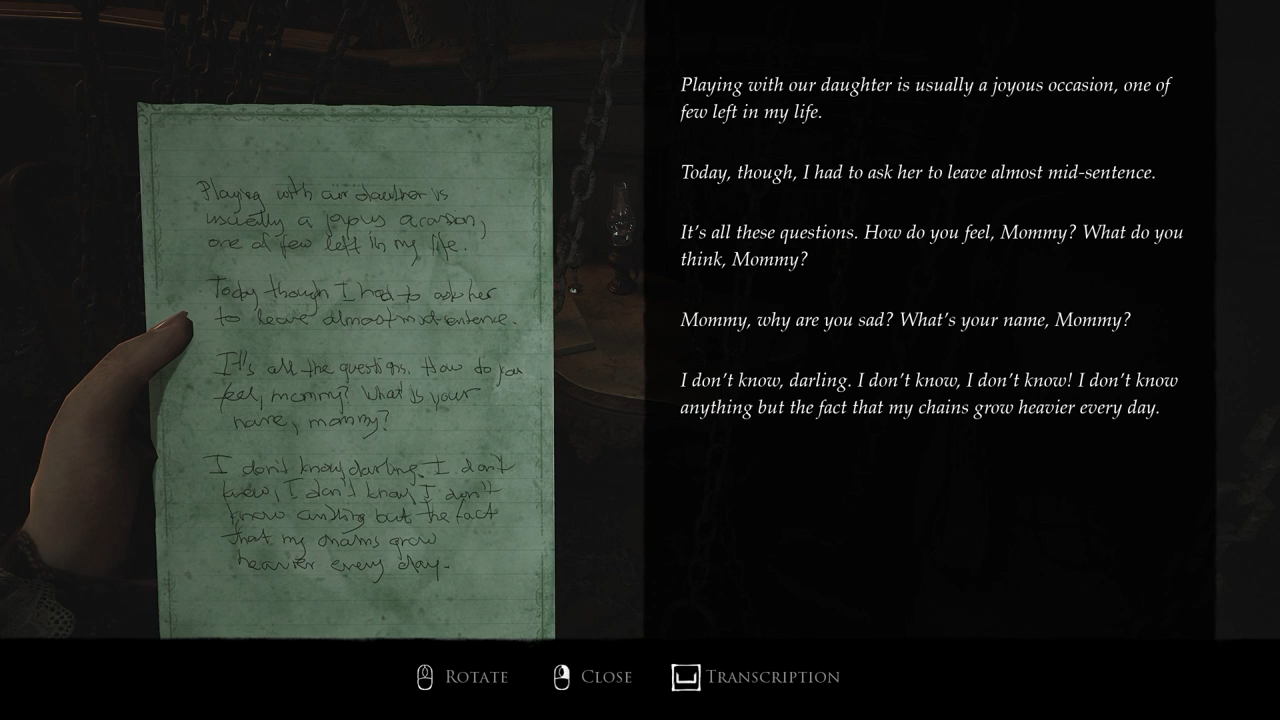 Playing with our daughter is
usually a joyous occasion,
one of few left in my life.
Today though I had to ask her
to leave almost mid-sentence.
It's all the questions. How do you
feel, mommy? What is your
name, mommy?
I don't know, darling. I don't
know, I don't know, I don't
know anything but the fact
that my chains grow
heavier every day.
Playing with our daughter is usually a joyous occasion, one of
few left in my life.
Today, though, I had to ask her to leave almost mid-sentence.
It's all these questions. How do you feel, Mommy? What do you
think, Mommy?
Mommy, why are you sad? What's your name, Mommy?
I don't know, darling. I don't know, I don't know! I don't know
anything but the fact that my chains grow heavier every day.
ROTATE CLOSE TRANSCRIPTION